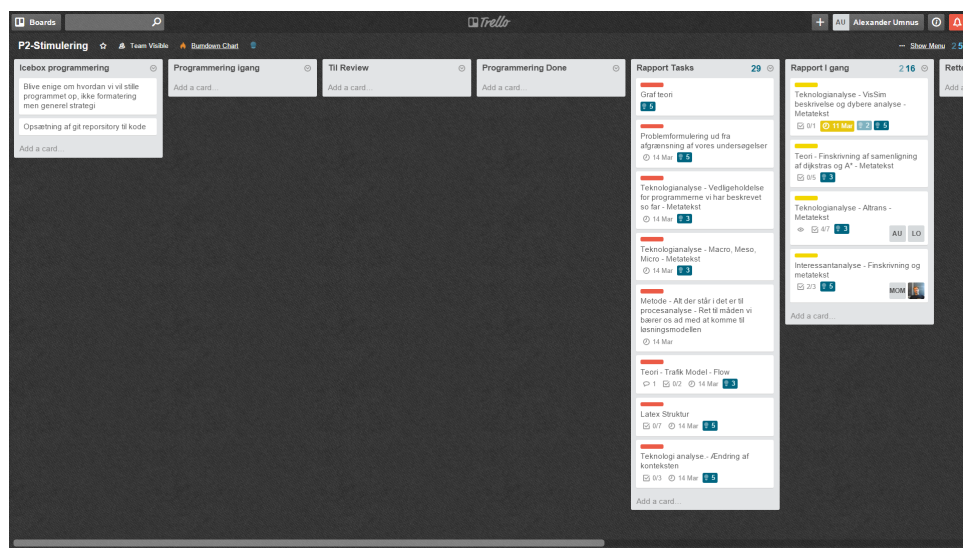 Boards
Trello
+ AU Alexander Umnus
P2-Stimulering Team Visible Burndown Chart
··· Show Menu 2 5
Icebox programmering
Blive enige om hvordan vi vil stille
programmet op, ikke formatering
men generel strategi
Opsætning af git reporsitory til kode
Add a card...
Programmering Igang
Add a card...
Til Review
Add a card...
Programmering Done
Add a card...
Rapport Tasks 29
Graf teori
5
Problemformulering ud fra
afgrænsning af vores undersøgelser
14 Mar 5
Teknologianalyse - Vedligeholdelse
for programmerne vi har beskrevet
so far - Metatekst
14 Mar 3
Teknologianalyse - Macro, Meso,
Micro - Metatekst
14 Mar 3
Metode - Alt der står i det er til
procesanalyse - Ret til måden vi
bærer os ad med at komme til
løsningsmodellen
14 Mar
Teori - Trafik Model - Flow
1 0/2 14 Mar 3
Latex Struktur
0/7 14 Mar 5
Teknologi analyse - Ændring af
konteksten
0/3 14 Mar 5
Add a card...
Rapport I gang 2 16
Teknologianalyse - VisSim
beskrivelse og dybere analyse -
Metatekst
0/1 11 Mar 2 5
Teori - Finskrivning af samenligning
af dijkstras og A* - Metatekst
0/5 3
Teknologianalyse - Altrans -
Metatekst
4/7 3
AU LO
Interessantanalyse - Finskrivning og
metatekst
2/3 5
MOM
Add a card...
Rette
Add a